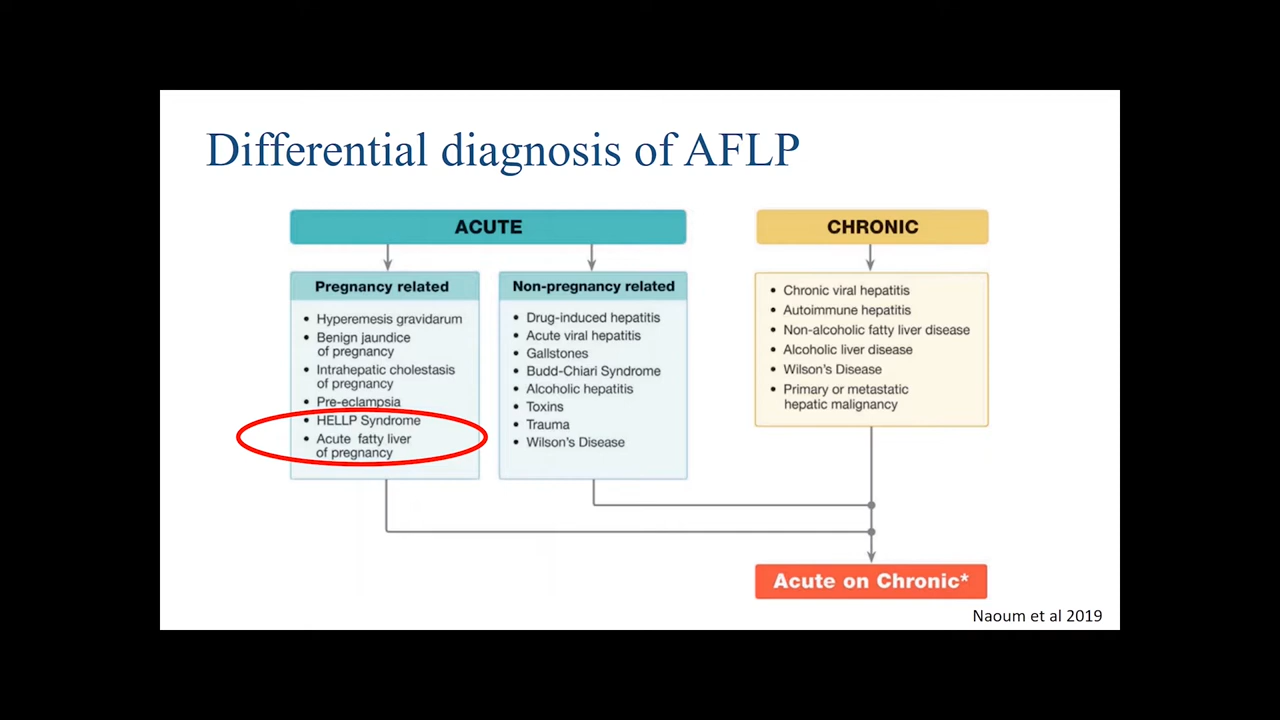 Differential diagnosis of AFLP
ACUTE
Pregnancy related
• Hyperemesis gravidarum
• Benign jaundice
of pregnancy
• Intrahepatic cholestasis
of pregnancy
• Pre-eclampsia
• HELLP Syndrome
• Acute fatty liver
of pregnancy
Non-pregnancy related
• Drug-induced hepatitis
• Acute viral hepatitis
• Gallstones
• Budd-Chiari Syndrome
• Alcoholic hepatitis
• Toxins
• Trauma
• Wilson's Disease
CHRONIC
• Chronic viral hepatitis
• Autoimmune hepatitis
• Non-alcoholic fatty liver disease
• Alcoholic liver disease
• Wilson's Disease
• Primary or metastatic
hepatic malignancy
Acute on Chronic*
Naoum et al 2019